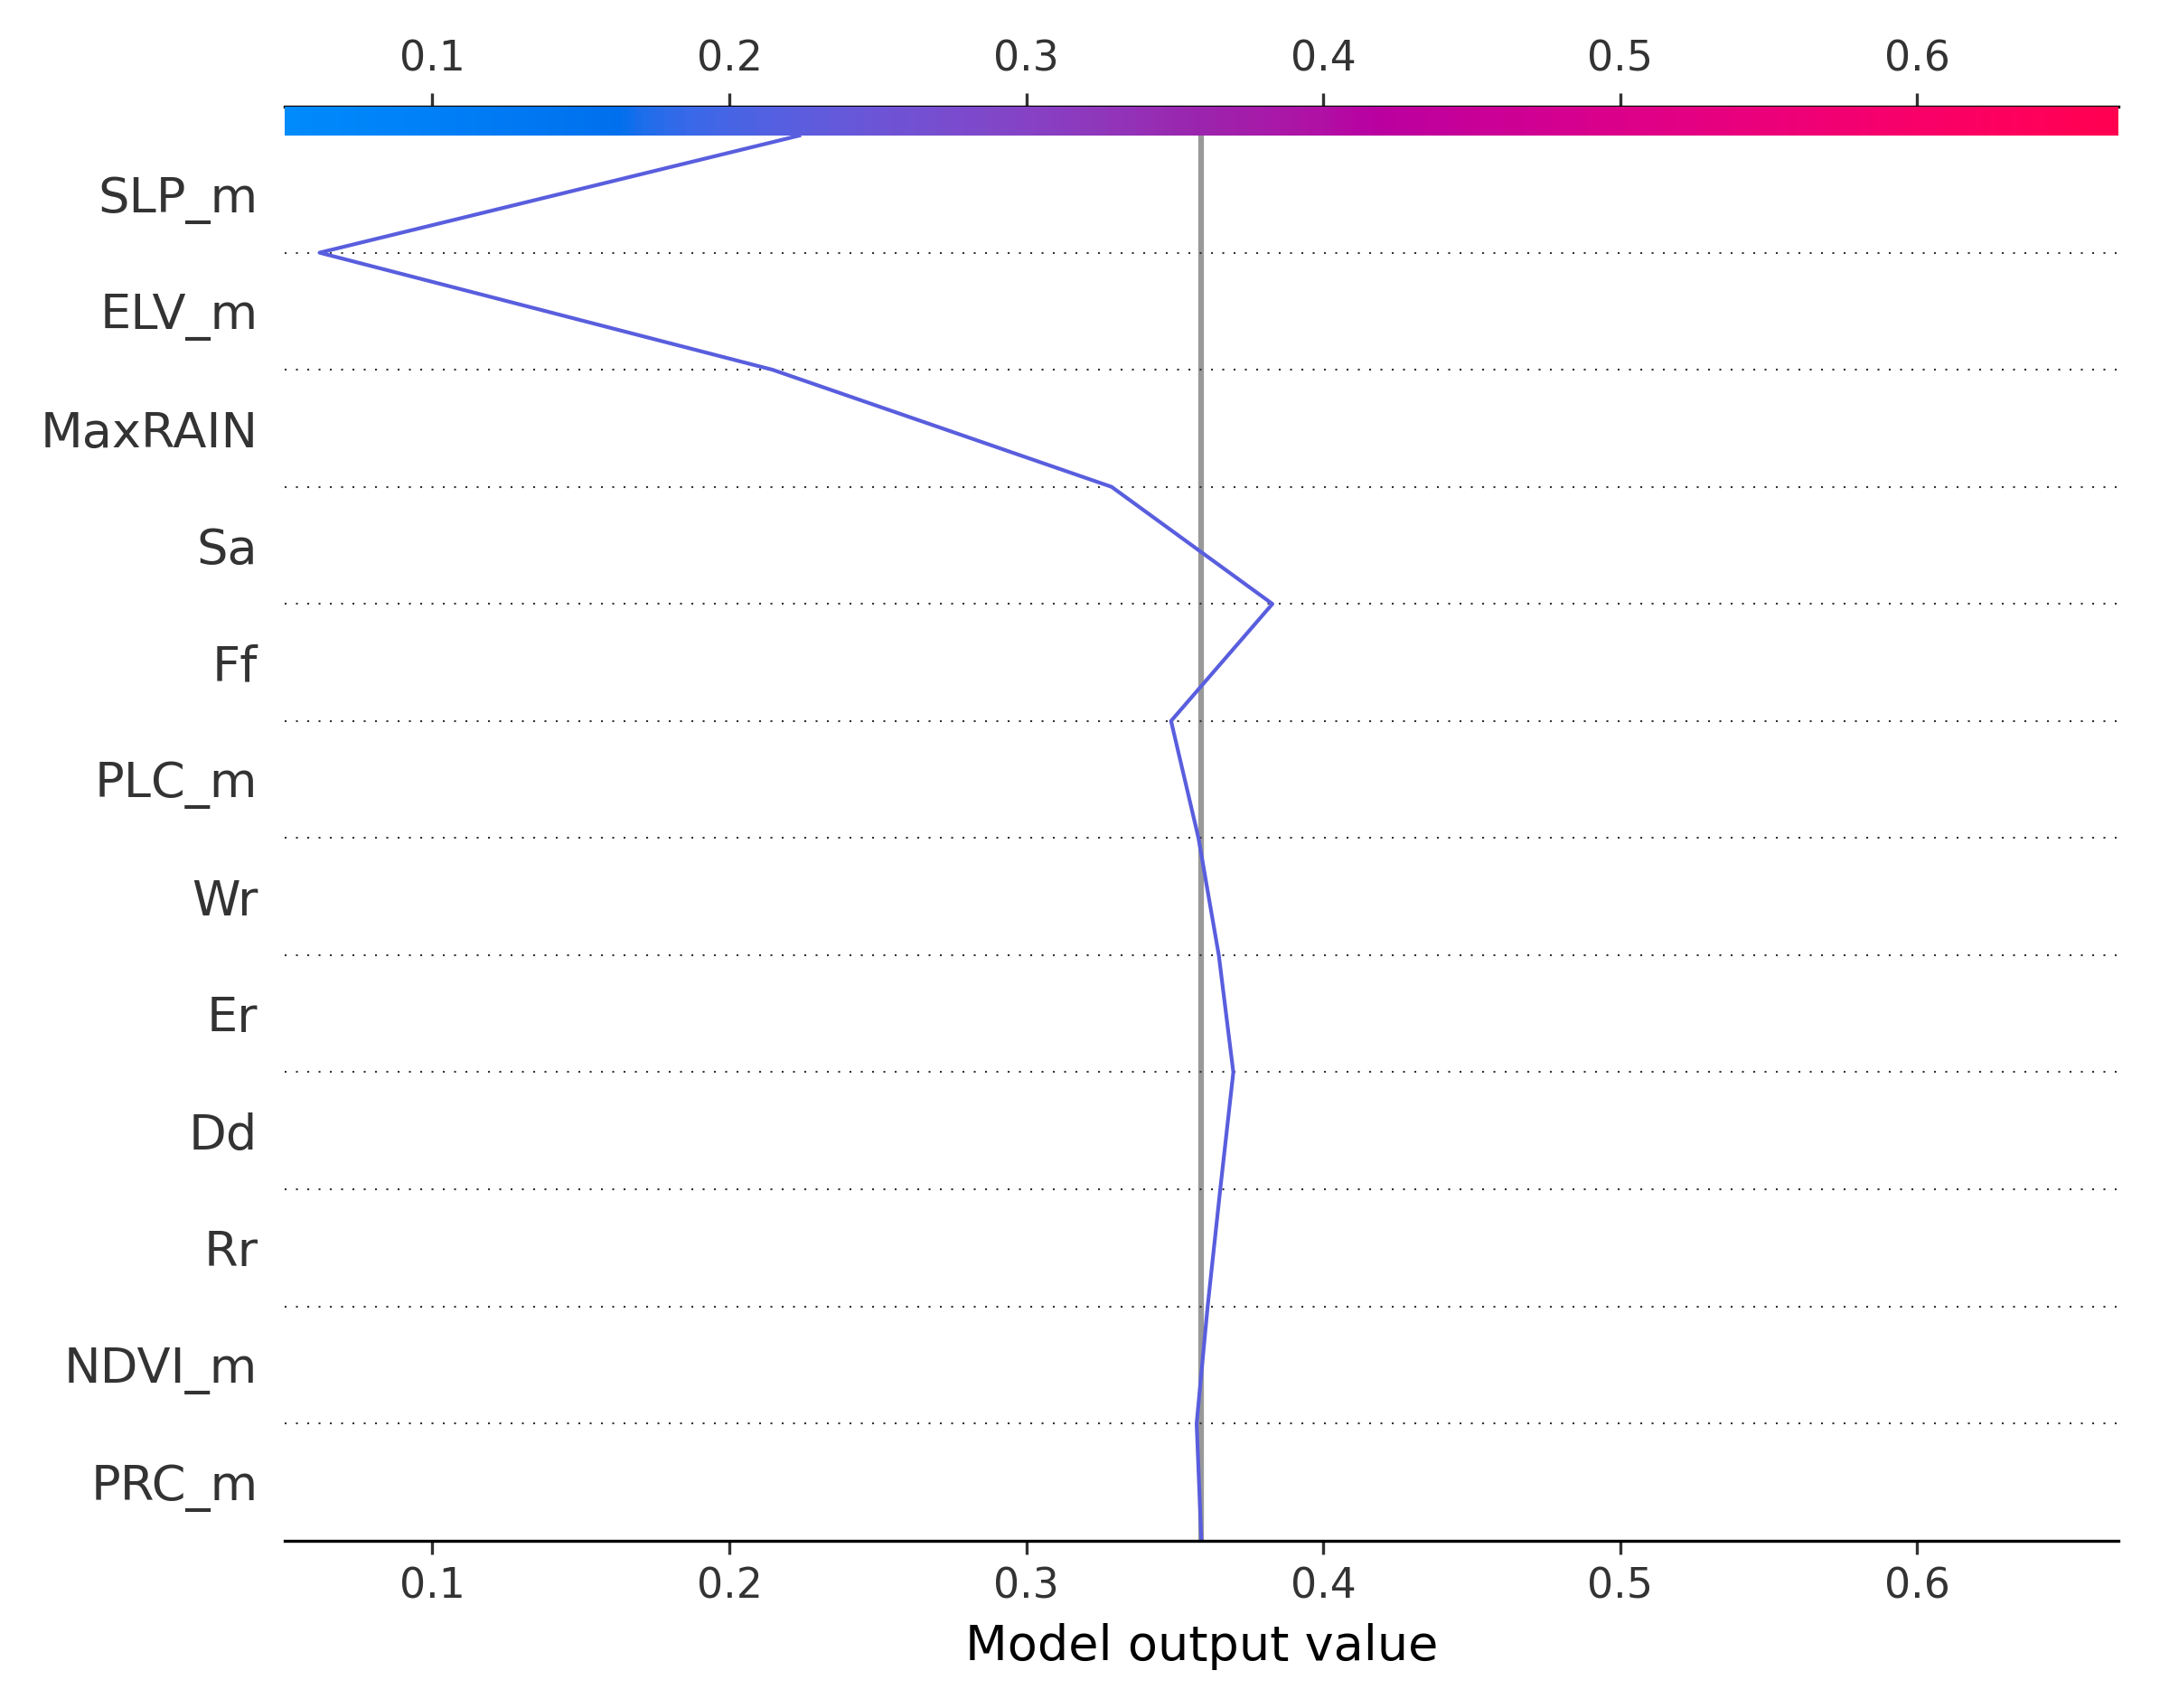 0.1 0.2 0.3 0.4 0.5 0.6
SLP_m
ELV_m
MaxRAIN
Sa
Ff
PLC_m
Wr
Er
Dd
Rr
NDVI_m
PRC_m
0.1 0.2 0.3 0.4 0.5 0.6
Model output value